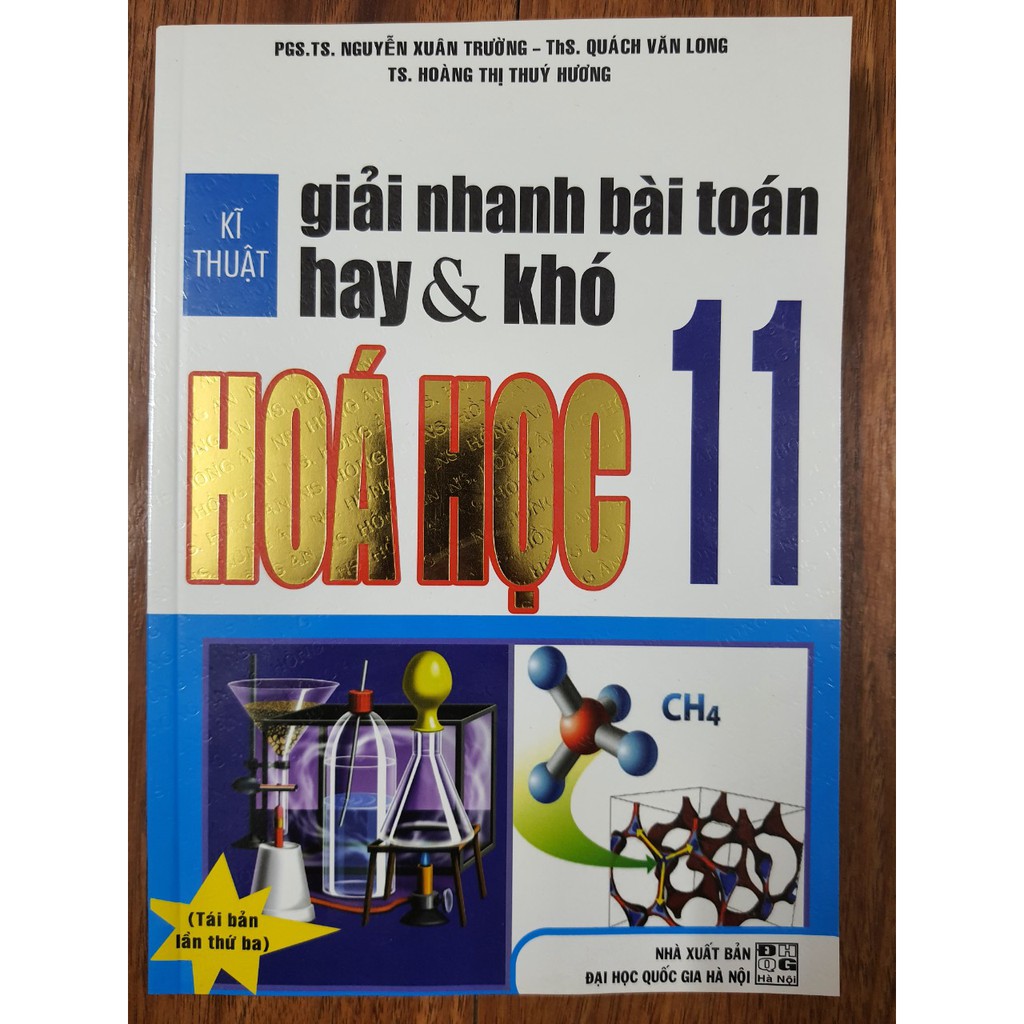 PGS.TS. NGUYỄN XUÂN TRƯỜNG – ThS. QUÁCH VĂN LONG
TS. HOÀNG THỊ THUÝ HƯƠNG
KĨ
THUẬT
giải nhanh bài toán
hay & khó
HOÁ HỌC 11
CH4
(Tái bản
lần thứ ba)
NHÀ XUẤT BẢN
ĐẠI HỌC QUỐC GIA HÀ NỘI
ĐH
QG
Hà Nội